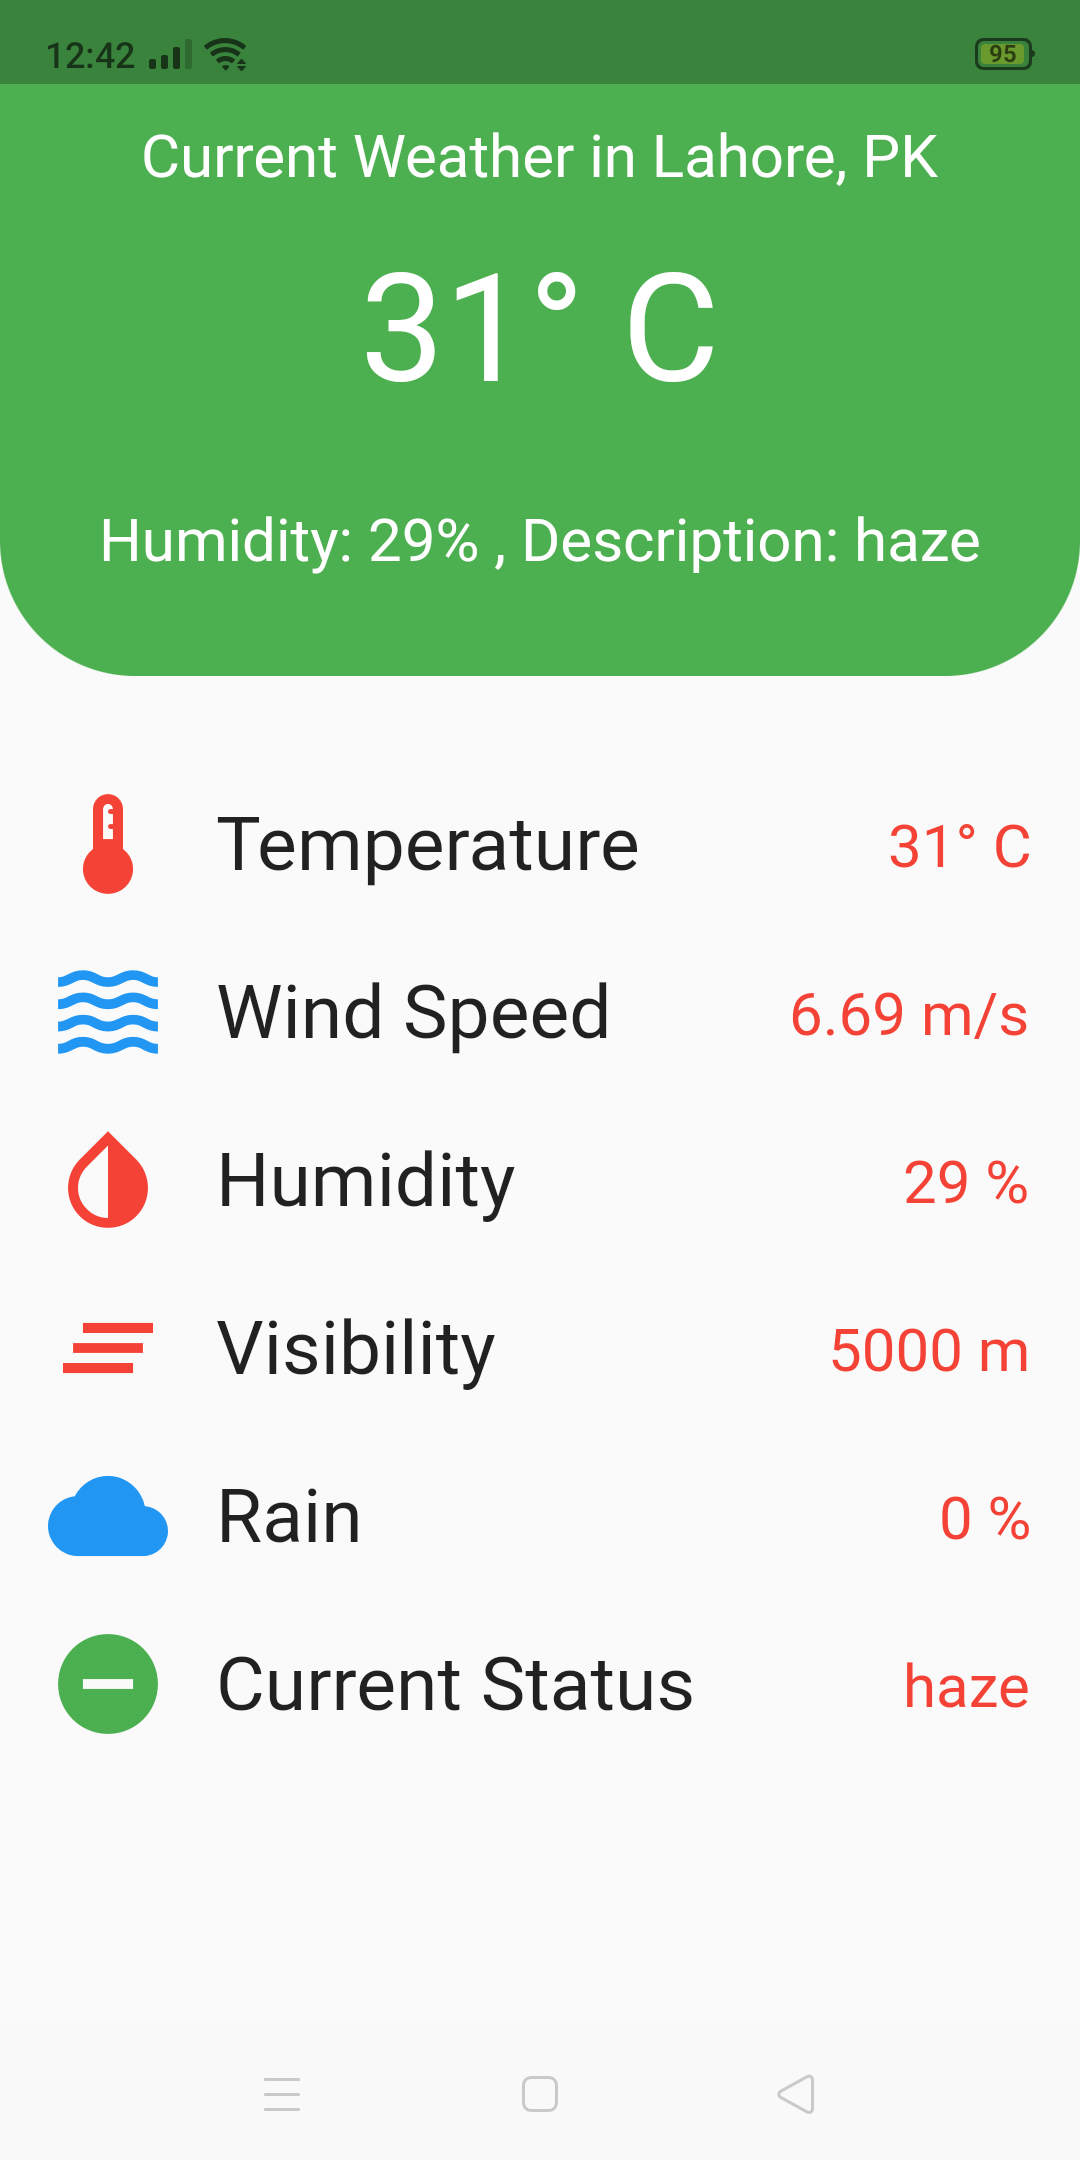 12:42 95
Current Weather in Lahore, PK
31° C
Humidity: 29% , Description: haze
Temperature 31° C
Wind Speed 6.69 m/s
Humidity 29 %
Visibility 5000 m
Rain 0 %
Current Status haze